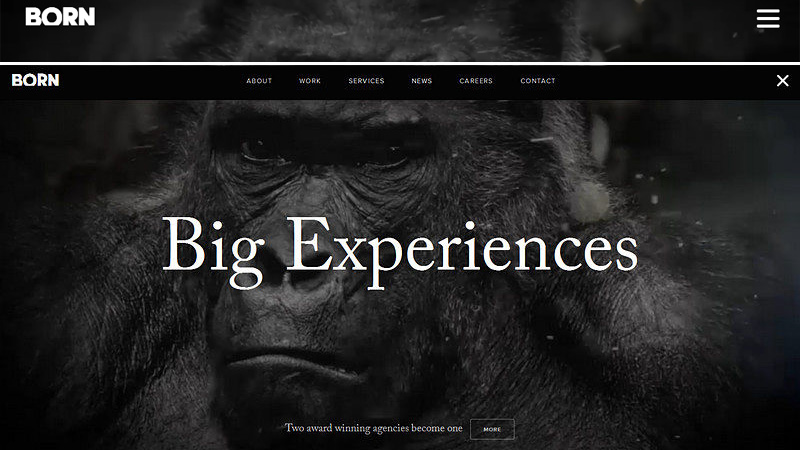 BORN
BORN ABOUT WORK SERVICES NEWS CAREERS CONTACT
Big Experiences
Two award winning agencies become one MORE